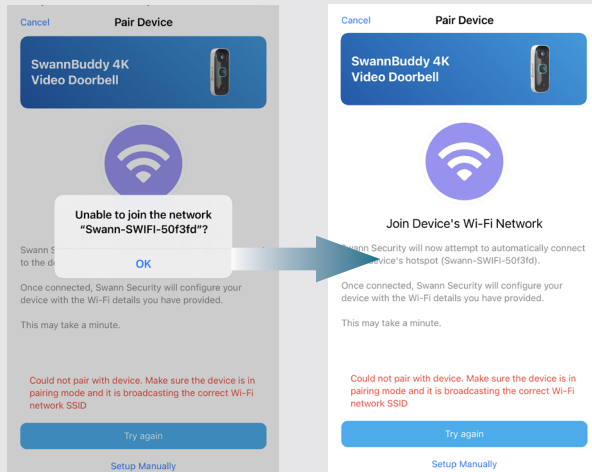 Cancel
Pair Device
SwannBuddy 4K
Video Doorbell
Unable to join the network
“Swann-SWIFI-50f3fd”?
Swann S
to the de
OK
Once connected, Swann Security will configure your
device with the Wi-Fi details you have provided.
This may take a minute.
Could not pair with device. Make sure the device is in
pairing mode and it is broadcasting the correct Wi-Fi
network SSID
Try again
Setup Manually
Cancel
Pair Device
SwannBuddy 4K
Video Doorbell
Join Device's Wi-Fi Network
Swann Security will now attempt to automatically connect
device's hotspot (Swann-SWIFI-50f3fd).
Once connected, Swann Security will configure your
device with the Wi-Fi details you have provided.
This may take a minute.
Could not pair with device. Make sure the device is in
pairing mode and it is broadcasting the correct Wi-Fi
network SSID
Try again
Setup Manually